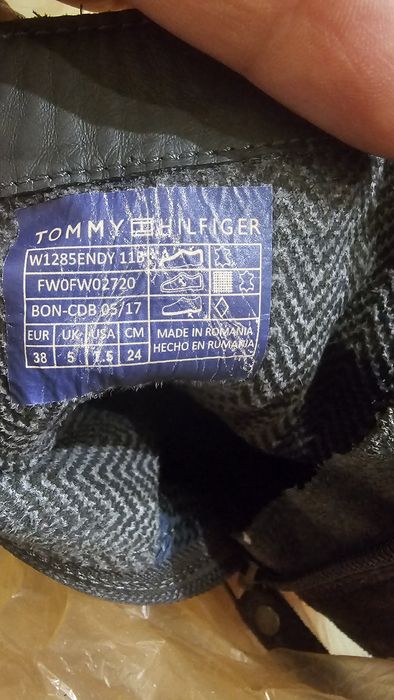 TOMMY HILFIGER
W1285ENDY 11B
FW0FW02720
BON-CDB 05/17
EUR UK USA CM
38 5 7.5 24
MADE IN ROMANIA
HECHO EN RUMANIA